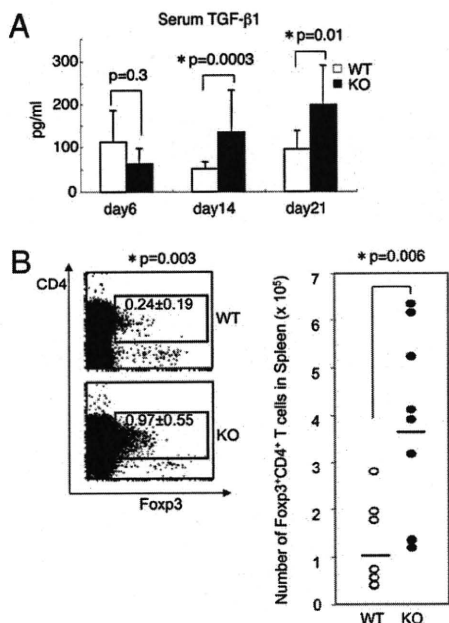 A
Serum TGF-β1
* p=0.01
* p=0.0003
p=0.3
WT
KO
300
200
100
0
pg/ml
day6 day14 day21
B
* p=0.003
CD4
0.24±0.19
WT
0.97±0.55
KO
Foxp3
* p=0.006
7
6
5
4
3
2
1
0
Number of Foxp3⁺CD4⁺ T cells in Spleen (x 10⁵)
WT KO